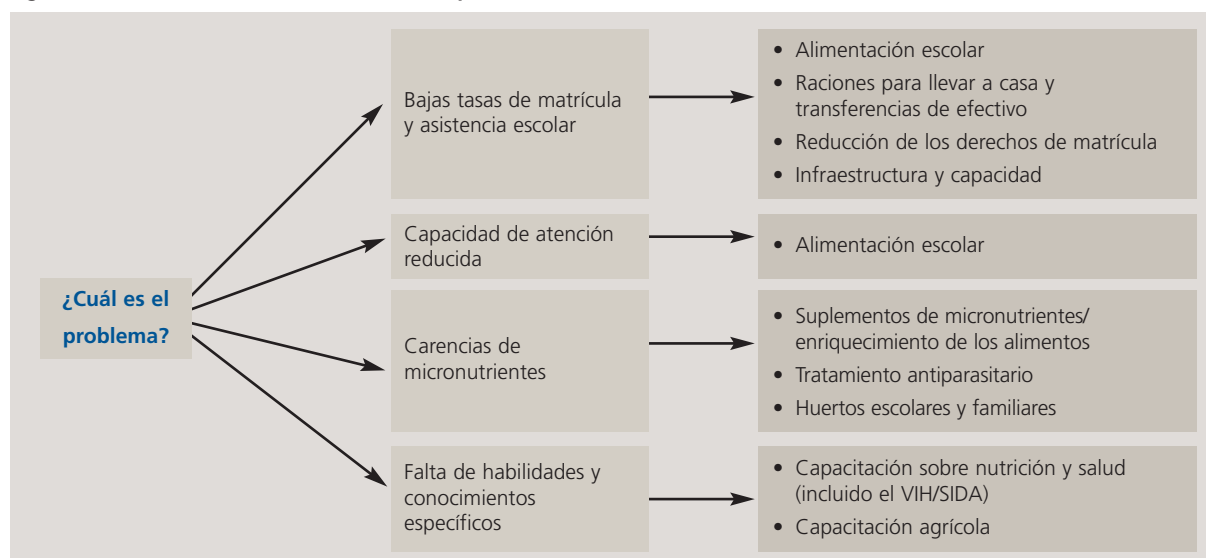 ¿Cuál es el
problema?
Bajas tasas de matrícula
y asistencia escolar
• Alimentación escolar
• Raciones para llevar a casa y
transferencias de efectivo
• Reducción de los derechos de matrícula
• Infraestructura y capacidad
Capacidad de atención
reducida
• Alimentación escolar
Carencias de
micronutrientes
• Suplementos de micronutrientes/
enriquecimiento de los alimentos
• Tratamiento antiparasitario
• Huertos escolares y familiares
Falta de habilidades y
conocimientos
específicos
• Capacitación sobre nutrición y salud
(incluido el VIH/SIDA)
• Capacitación agrícola